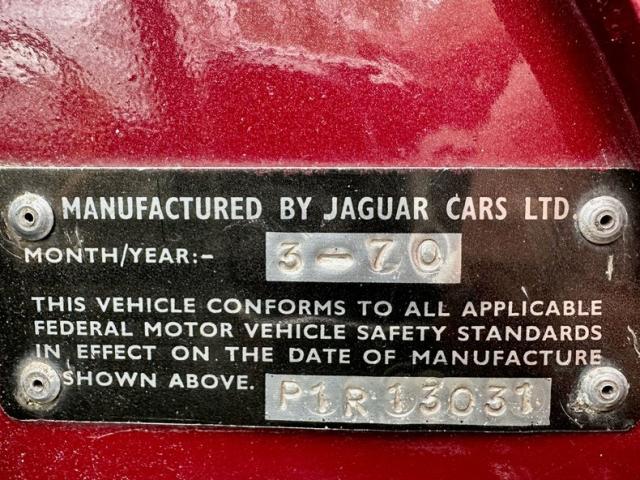 MANUFACTURED BY JAGUAR CARS LTD.
MONTH/YEAR:- 3-70
THIS VEHICLE CONFORMS TO ALL APPLICABLE
FEDERAL MOTOR VEHICLE SAFETY STANDARDS
IN EFFECT ON THE DATE OF MANUFACTURE
SHOWN ABOVE. P1R13031